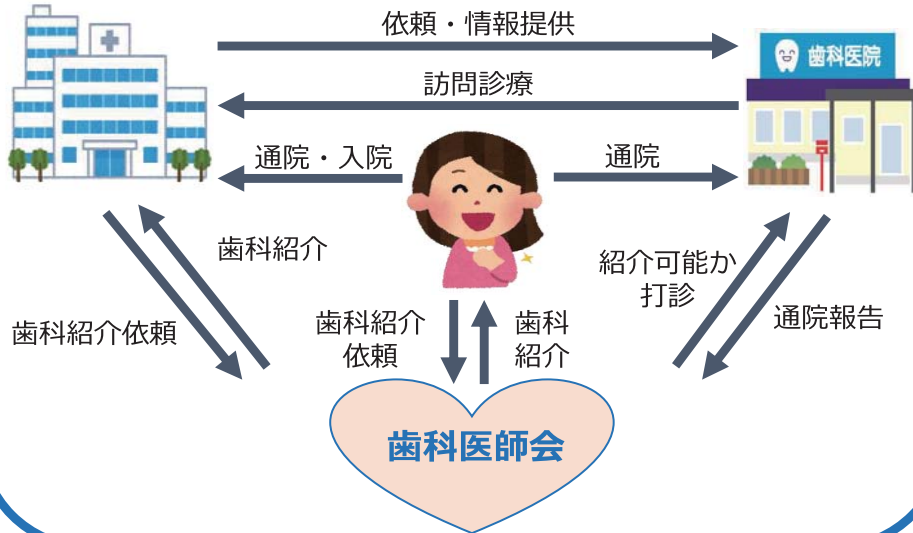 依頼・情報提供
歯科医院
訪問診療
通院・入院
通院
歯科紹介
歯科紹介依頼
歯科紹介
依頼
歯科
紹介
紹介可能か
打診
通院報告
歯科医師会